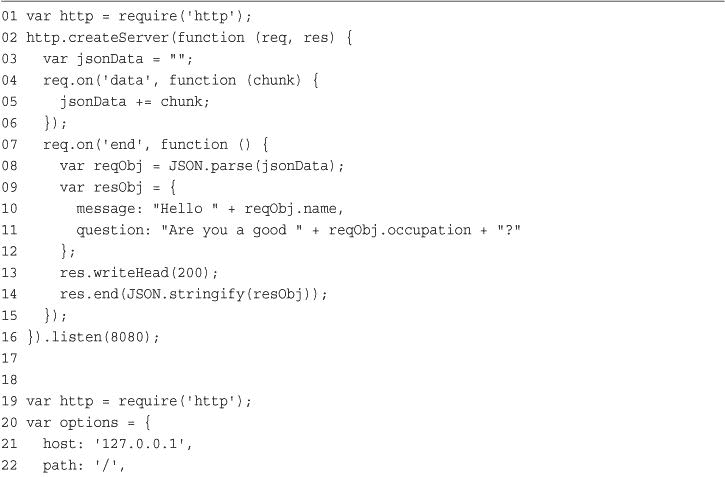 01 var http = require('http');
02 http.createServer(function (req, res) {
03   var jsonData = "";
04   req.on('data', function (chunk) {
05     jsonData += chunk;
06   });
07   req.on('end', function () {
08     var reqObj = JSON.parse(jsonData);
09     var resObj = {
10       message: "Hello " + reqObj.name,
11       question: "Are you a good " + reqObj.occupation + "?"
12     };
13     res.writeHead(200);
14     res.end(JSON.stringify(resObj));
15   });
16 }).listen(8080);
17
18
19 var http = require('http');
20 var options = {
21   host: '127.0.0.1',
22   path: '/',